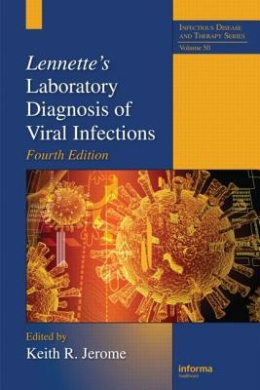 INFECTIOUS DISEASE
AND THERAPY SERIES
Volume 50
Lennette's
Laboratory
Diagnosis of
Viral Infections
Fourth Edition
Edited by
Keith R. Jerome
informa
healthcare